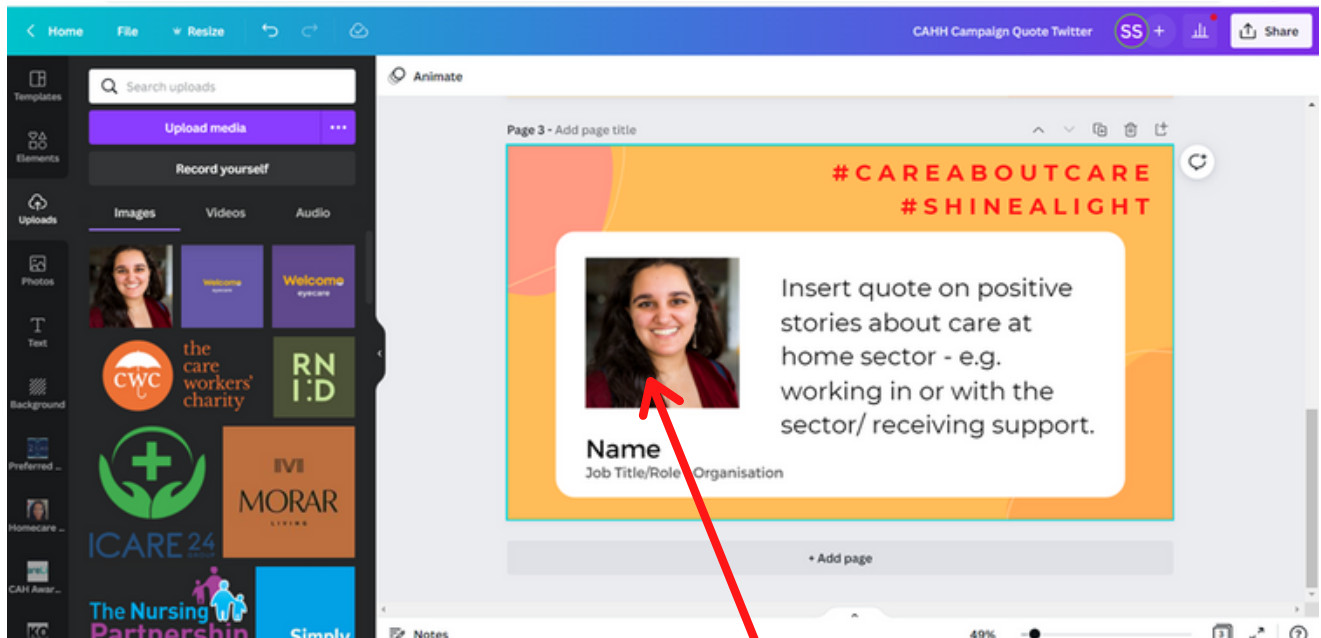 Home File Resize CAHH Campaign Quote Twitter SS + Share
Templates
Elements
Uploads
Photos
Text
Background
Preferred ...
Homecare ...
CAH Awar...
KO
Search uploads
Upload media
Record yourself
Images Videos Audio
Welcome
eyecare
Welcome
eyecare
CWC
the
care
workers'
charity
RN
I:D
ICARE 24
GROUP
MORAR
LIVING
The Nursing
Partnership
Simply
Animate
Page 3 - Add page title
#CAREABOUTCARE
#SHINEALIGHT
Insert quote on positive
stories about care at
home sector - e.g.
working in or with the
sector/ receiving support.
Name
Job Title/Role Organisation
+ Add page
Notes 49% 3